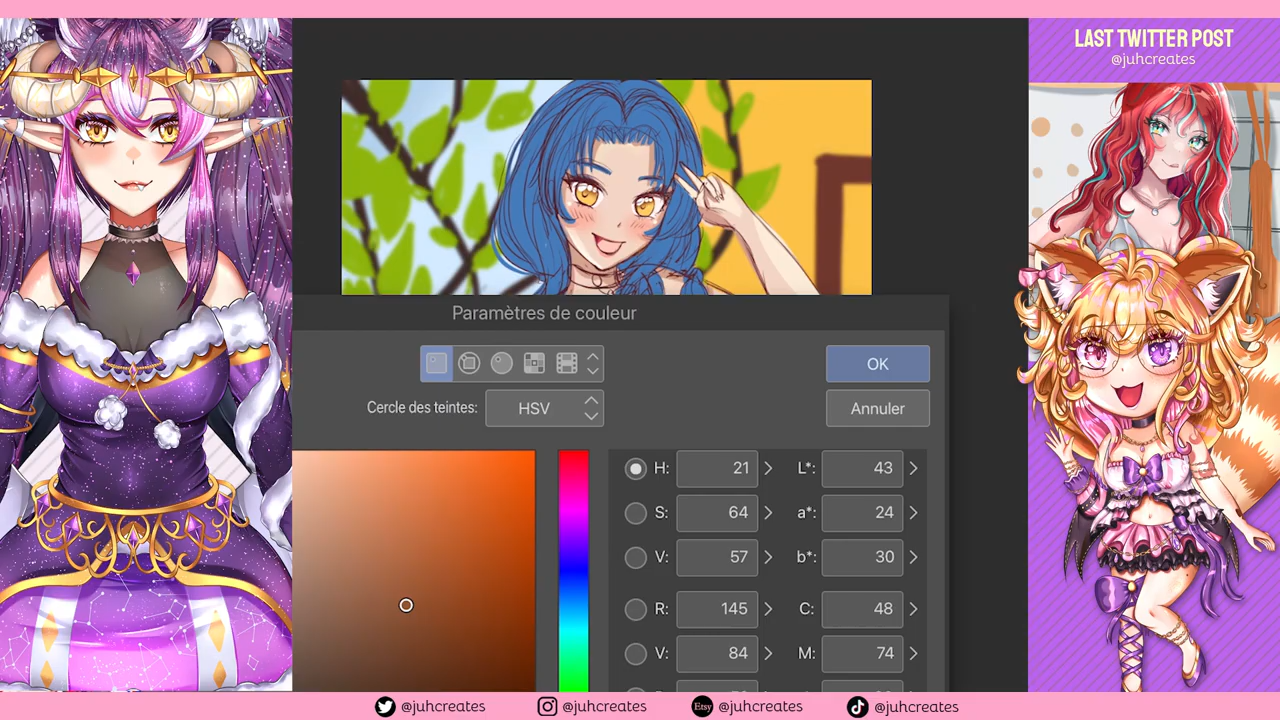 LAST TWITTER POST
@juhcreates
Paramètres de couleur
OK
Cercle des teintes: HSV
Annuler
H: 21 L*: 43
S: 64 a*: 24
V: 57 b*: 30
R: 145 C: 48
V: 84 M: 74
@juhcreates @juhcreates Etsy @juhcreates @juhcreates